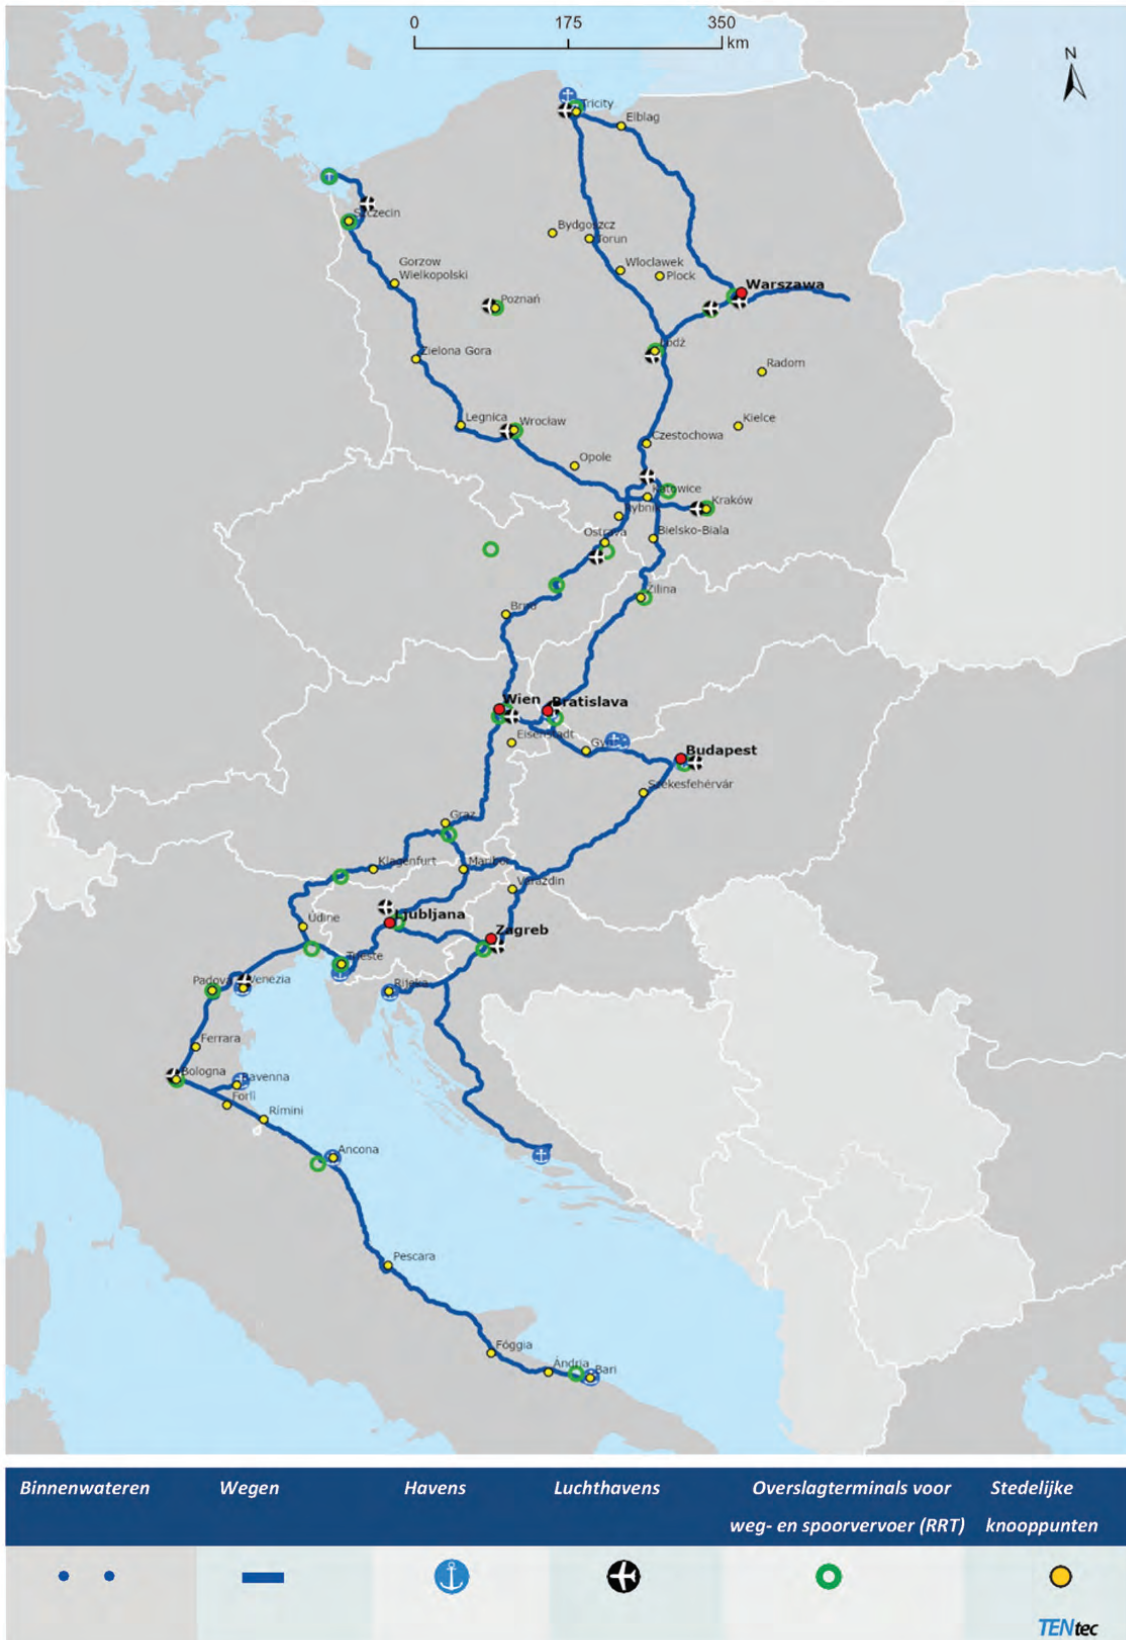 0 175 350
km
N
Tricity
Elblag
Szczecin
Bydgoszcz
Torun
Gorzow
Wielkopolski
Wloclawek
Plock
Warszawa
Poznań
Zielona Gora
Łodz
Radom
Legnica
Wrocław
Kielce
Czestochowa
Opole
Katowice
Kraków
Rybnik
Ostrava
Bielsko-Biala
Zilina
Brno
Wien
Bratislava
Eisenstadt
Budapest
Székesfehérvár
Graz
Klagenfurt
Maribor
Varazdin
Ljubljana
Udine
Zagreb
Trieste
Padova
Venezia
Rijeka
Ferrara
Bologna
Ravenna
Forlì
Rimini
Ancona
Pescara
Fóggia
Ándria
Bari
Binnenwateren Wegen Havens Luchthavens Overslagterminals voor Stedelijke
weg- en spoorvervoer (RRT) knooppunten
TENtec